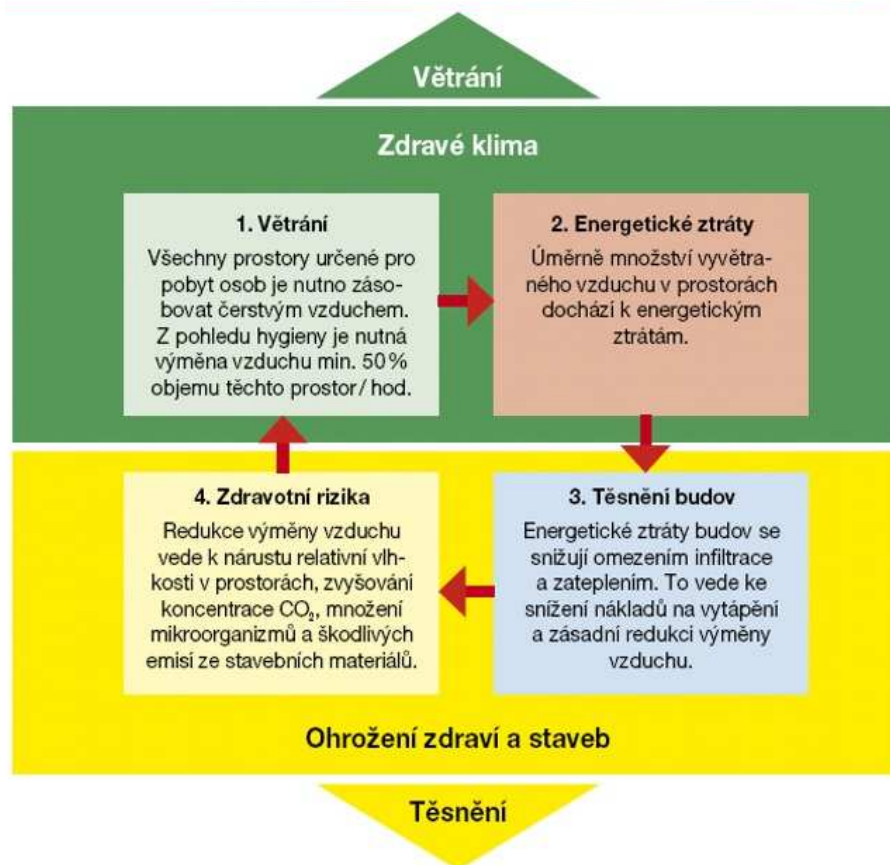 Větrání
Zdravé klima
1. Větrání
Všechny prostory určené pro
pobyt osob je nutno záso-
bovat čerstvým vzduchem.
Z pohledu hygieny je nutná
výměna vzduchu min. 50 %
objemu těchto prostor / hod.
2. Energetické ztráty
Úměrně množství vyvětra-
ného vzduchu v prostorách
dochází k energetickým
ztrátám.
4. Zdravotní rizika
Redukce výměny vzduchu
vede k nárustu relativní vlh-
kosti v prostorách, zvyšování
koncentrace CO₂, množení
mikroorganizmů a škodlivých
emisí ze stavebních materiálů.
3. Těsnění budov
Energetické ztráty budov se
snižují omezením infiltrace
a zateplením. To vede ke
snížení nákladů na vytápění
a zásadní redukci výměny
vzduchu.
Ohrožení zdraví a staveb
Těsnění